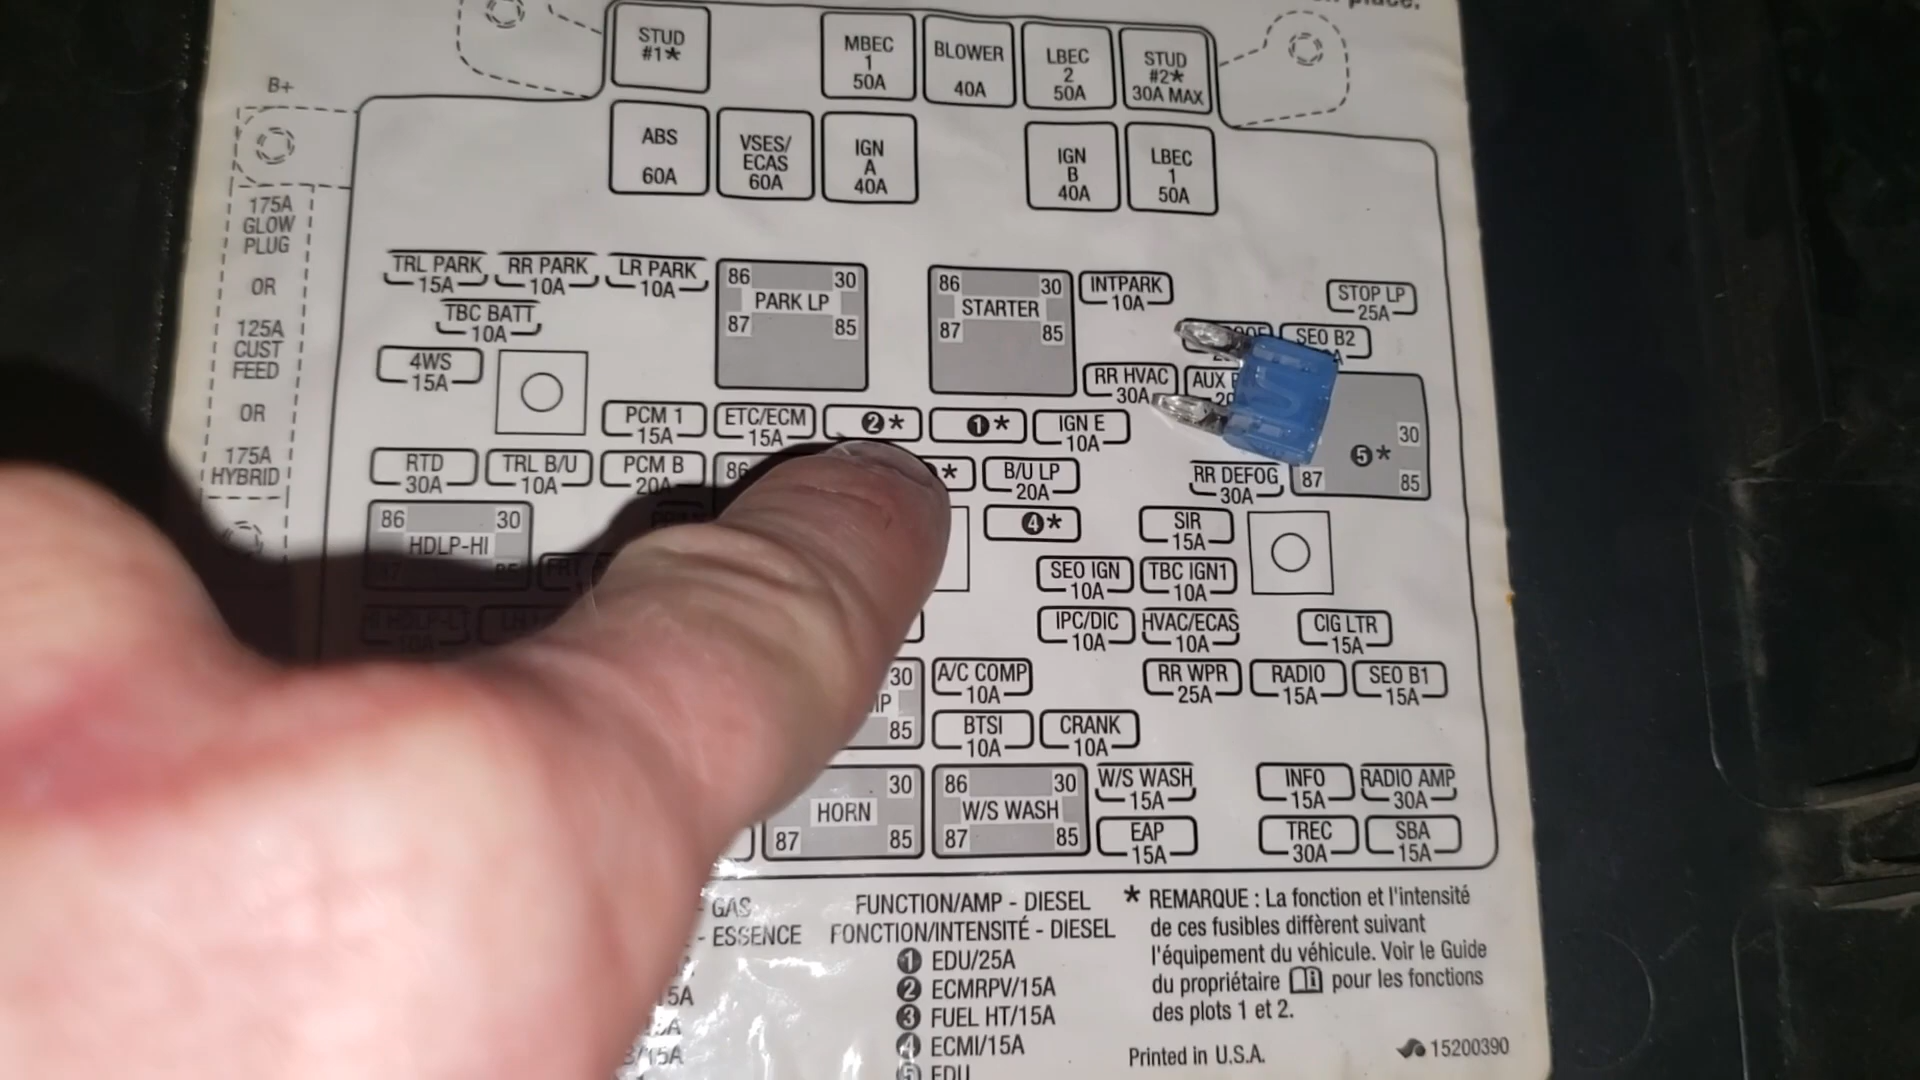 place.
STUD
#1*
MBEC
1
50A
BLOWER
40A
LBEC
2
50A
STUD
#2*
30A MAX
B+
ABS
60A
VSES/
ECAS
60A
IGN
A
40A
IGN
B
40A
LBEC
1
50A
175A
GLOW
PLUG
OR
125A
CUST
FEED
OR
175A
HYBRID
TRL PARK
15A
RR PARK
10A
LR PARK
10A
86 30
PARK LP
87 85
86 30
STARTER
87 85
INTPARK
10A
STOP LP
25A
TBC BATT
10A
SEO B2
4WS
15A
RR HVAC
30A
AUX
PCM 1
15A
ETC/ECM
15A
2*
1*
IGN E
10A
30
5*
87 85
RTD
30A
TRL B/U
10A
PCM B
20A
86
*
B/U LP
20A
RR DEFOG
30A
86 30
HDLP-HI
4*
SIR
15A
SEO IGN
10A
TBC IGN1
10A
HI HDLP-LT
10A
IPC/DIC
10A
HVAC/ECAS
10A
CIG LTR
15A
30
85
A/C COMP
10A
RR WPR
25A
RADIO
15A
SEO B1
15A
BTSI
10A
CRANK
10A
30
HORN
87 85
86 30
W/S WASH
87 85
W/S WASH
15A
INFO
15A
RADIO AMP
30A
EAP
15A
TREC
30A
SBA
15A
- GAS
- ESSENCE
FUNCTION/AMP - DIESEL
FONCTION/INTENSITÉ - DIESEL
1 EDU/25A
2 ECMRPV/15A
3 FUEL HT/15A
4 ECMI/15A
5 EDU
* REMARQUE : La fonction et l'intensité
de ces fusibles diffèrent suivant
l'équipement du véhicule. Voir le Guide
du propriétaire pour les fonctions
des plots 1 et 2.
Printed in U.S.A.
15200390